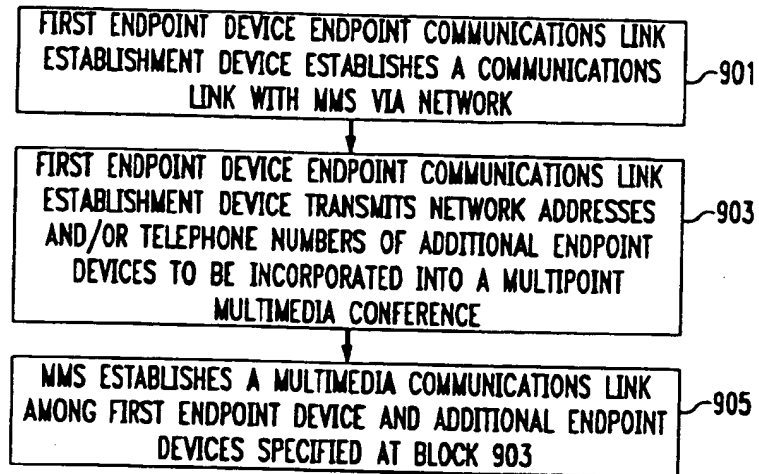 FIRST ENDPOINT DEVICE ENDPOINT COMMUNICATIONS LINK
ESTABLISHMENT DEVICE ESTABLISHES A COMMUNICATIONS
LINK WITH MMS VIA NETWORK
901
FIRST ENDPOINT DEVICE ENDPOINT COMMUNICATIONS LINK
ESTABLISHMENT DEVICE TRANSMITS NETWORK ADDRESSES
AND/OR TELEPHONE NUMBERS OF ADDITIONAL ENDPOINT
DEVICES TO BE INCORPORATED INTO A MULTIPOINT
MULTIMEDIA CONFERENCE
903
MMS ESTABLISHES A MULTIMEDIA COMMUNICATIONS LINK
AMONG FIRST ENDPOINT DEVICE AND ADDITIONAL ENDPOINT
DEVICES SPECIFIED AT BLOCK 903
905